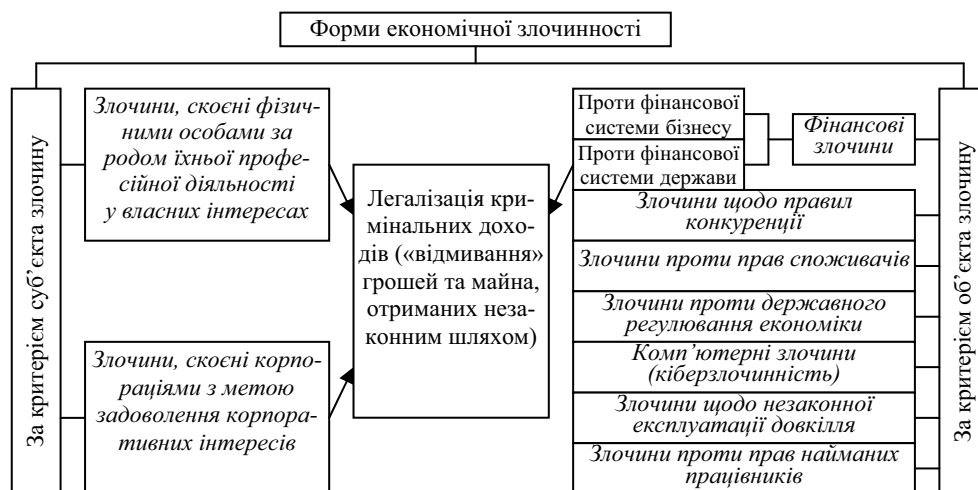 Форми економічної злочинності
За критерієм суб’єкта злочину
Злочини, скоєні фізич-
ними особами за
родом їхньої профе-
сійної діяльності
у власних інтересах
Злочини, скоєні корпо-
раціями з метою
задоволення корпора-
тивних інтересів
Легалізація кри-
мінальних дохо-
дів («відмивання»
грошей та майна,
отриманих неза-
конним шляхом)
Проти фінансової
системи бізнесу
Проти фінансової
системи держави
Фінансові
злочини
Злочини щодо правил
конкуренції
Злочини проти прав споживачів
Злочини проти державного
регулювання економіки
Комп’ютерні злочини
(кіберзлочинність)
Злочини щодо незаконної
експлуатації довкілля
Злочини проти прав найманих
працівників
За критерієм об’єкта злочину